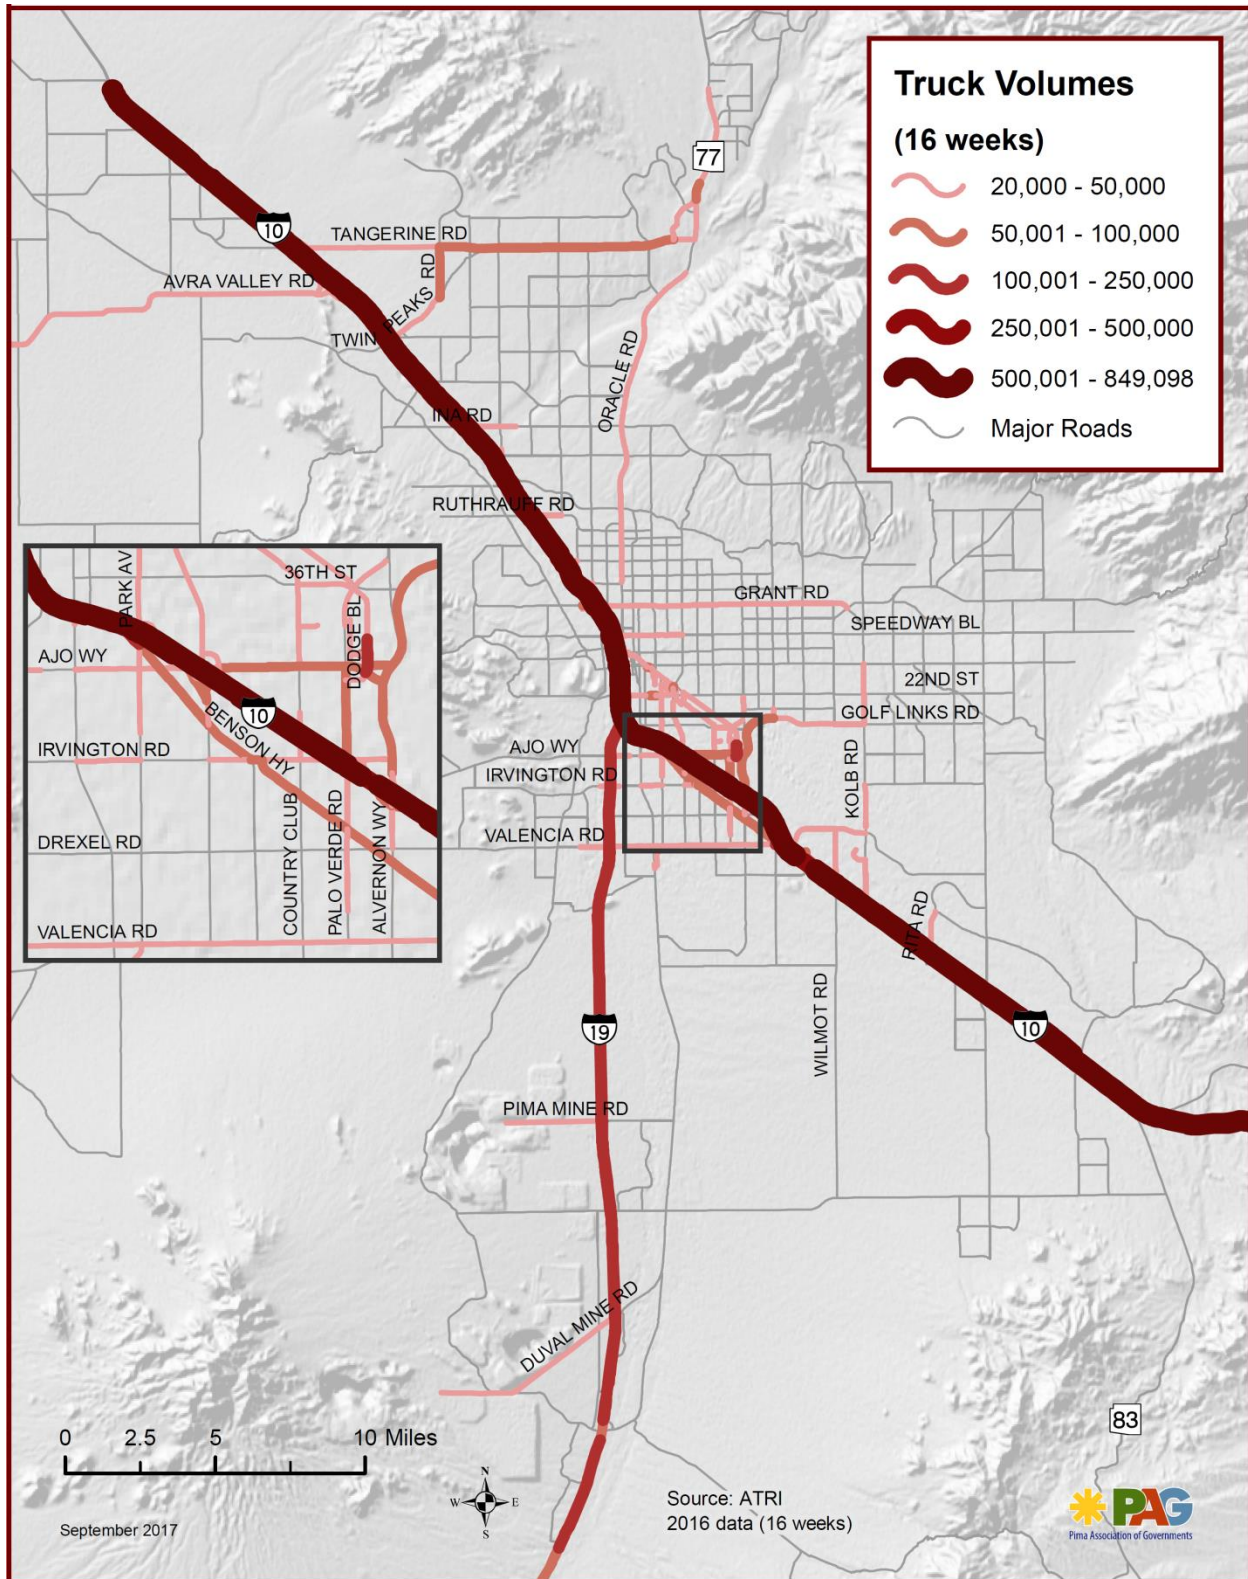 Truck Volumes
(16 weeks)
20,000 - 50,000
50,001 - 100,000
100,001 - 250,000
250,001 - 500,000
500,001 - 849,098
Major Roads
77
10
TANGERINE RD
AVRA VALLEY RD
TWIN PEAKS RD
ORACLE RD
INA RD
RUTHRAUFF RD
GRANT RD
SPEEDWAY BL
22ND ST
GOLF LINKS RD
AJO WY
IRVINGTON RD
KOLB RD
VALENCIA RD
RITA RD
WILMOT RD
10
19
PIMA MINE RD
DUVAL MINE RD
83
PARK AV
36TH ST
DODGE BL
AJO WY
10
BENSON HY
IRVINGTON RD
COUNTRY CLUB
PALO VERDE RD
ALVERNON WY
DREXEL RD
VALENCIA RD
0 2.5 5 10 Miles
N
W E
S
September 2017
Source: ATRI
2016 data (16 weeks)
PAG
Pima Association of Governments